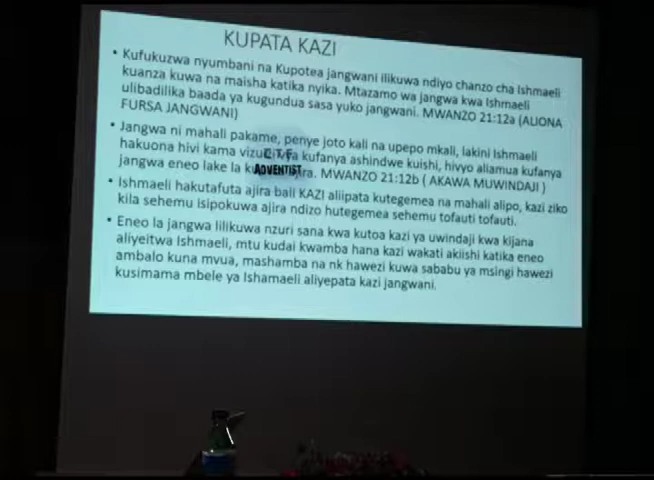 KUPATA KAZI
• Kufukuzwa nyumbani na Kupotea jangwani ilikuwa ndiyo chanzo cha Ishmaeli
kuanza kuwa na maisha katika nyika. Mtazamo wa jangwa kwa Ishmaeli
ulibadilika baada ya kugundua sasa yuko jangwani. MWANZO 21:12a (ALIONA
FURSA JANGWANI)
• Jangwa ni mahali pakame, penye joto kali na upepo mkali, lakini Ishmaeli
hakuona hivi kama kufanya ashindwe kuishi, hivyo aliamua kufanya
jangwa eneo lake la MWANZO 21:12b ( AKAWA MUWINDAJI )
C.T.F
ADVENTIST
• Ishmaeli hakutafuta ajira bali KAZI aliipata kutegemea na mahali alipo, kazi ziko
kila sehemu isipokuwa ajira ndizo hutegemea sehemu tofauti tofauti.
• Eneo la jangwa lilikuwa nzuri sana kwa kutoa kazi ya uwindaji kwa kijana
aliyeitwa Ishmaeli, mtu kudai kwamba hana kazi wakati akiishi katika eneo
ambalo kuna mvua, mashamba na nk hawezi kuwa sababu ya msingi hawezi
kusimama mbele ya Ishamaeli aliyepata kazi jangwani.